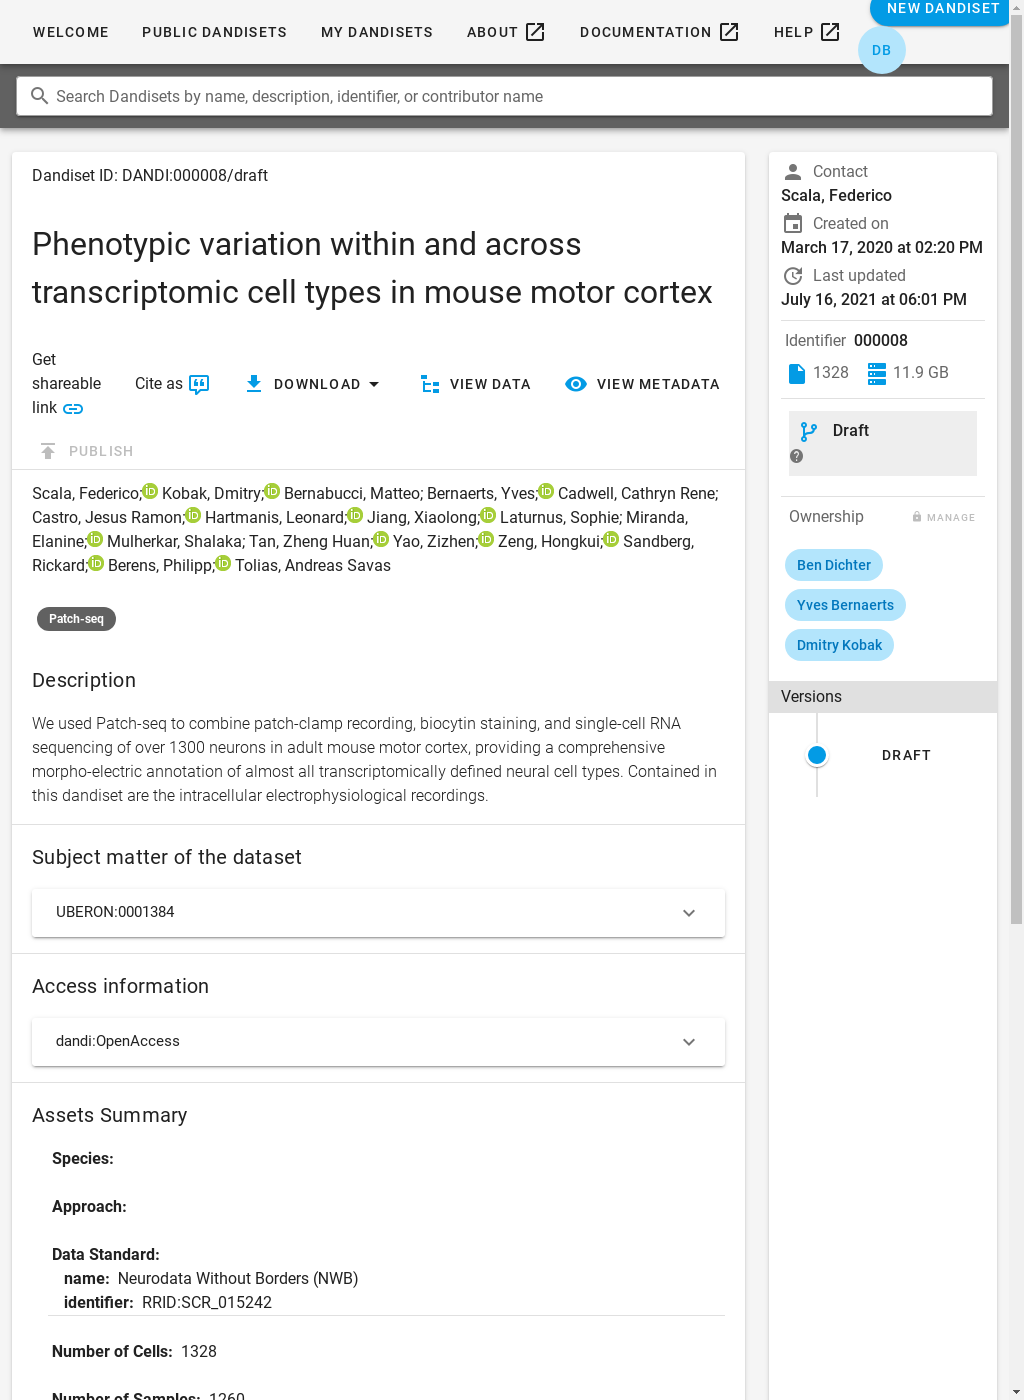 NEW DANDISET
WELCOME
PUBLIC DANDISETS
MY DANDISETS
ABOUT
DOCUMENTATION
HELP
DB
Search Dandisets by name, description, identifier, or contributor name
Dandiset ID: DANDI:000008/draft
Phenotypic variation within and across
transcriptomic cell types in mouse motor cortex
Get
shareable
link
Cite as
DOWNLOAD
VIEW DATA
VIEW METADATA
PUBLISH
Scala, Federico; Kobak, Dmitry; Bernabucci, Matteo; Bernaerts, Yves; Cadwell, Cathryn Rene;
Castro, Jesus Ramon; Hartmanis, Leonard; Jiang, Xiaolong; Laturnus, Sophie; Miranda,
Elanine; Mulherkar, Shalaka; Tan, Zheng Huan; Yao, Zizhen; Zeng, Hongkui; Sandberg,
Rickard; Berens, Philipp; Tolias, Andreas Savas
Patch-seq
Description
We used Patch-seq to combine patch-clamp recording, biocytin staining, and single-cell RNA
sequencing of over 1300 neurons in adult mouse motor cortex, providing a comprehensive
morpho-electric annotation of almost all transcriptomically defined neural cell types. Contained in
this dandiset are the intracellular electrophysiological recordings.
Subject matter of the dataset
UBERON:0001384
Access information
dandi:OpenAccess
Assets Summary
Species:
Approach:
Data Standard:
name: Neurodata Without Borders (NWB)
identifier: RRID:SCR_015242
Number of Cells: 1328
Number of Samples: 1260
Contact
Scala, Federico
Created on
March 17, 2020 at 02:20 PM
Last updated
July 16, 2021 at 06:01 PM
Identifier 000008
1328
11.9 GB
Draft
Ownership
MANAGE
Ben Dichter
Yves Bernaerts
Dmitry Kobak
Versions
DRAFT